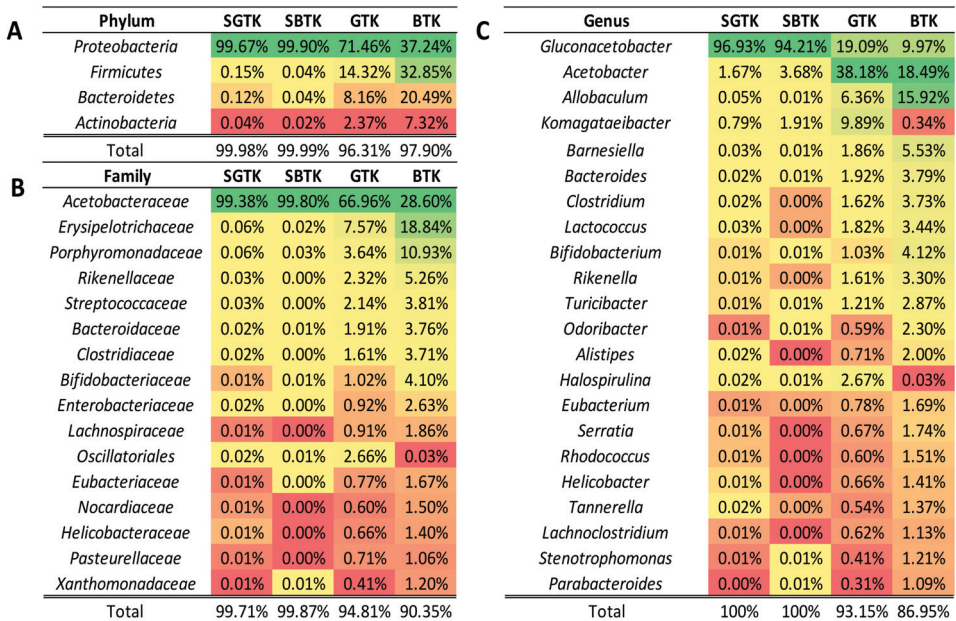 A
Phylum SGTK SBTK GTK BTK
Proteobacteria 99.67% 99.90% 71.46% 37.24%
Firmicutes 0.15% 0.04% 14.32% 32.85%
Bacteroidetes 0.12% 0.04% 8.16% 20.49%
Actinobacteria 0.04% 0.02% 2.37% 7.32%
Total 99.98% 99.99% 96.31% 97.90%
B
Family SGTK SBTK GTK BTK
Acetobacteraceae 99.38% 99.80% 66.96% 28.60%
Erysipelotrichaceae 0.06% 0.02% 7.57% 18.84%
Porphyromonadaceae 0.06% 0.03% 3.64% 10.93%
Rikenellaceae 0.03% 0.00% 2.32% 5.26%
Streptococcaceae 0.03% 0.00% 2.14% 3.81%
Bacteroidaceae 0.02% 0.01% 1.91% 3.76%
Clostridiaceae 0.02% 0.00% 1.61% 3.71%
Bifidobacteriaceae 0.01% 0.01% 1.02% 4.10%
Enterobacteriaceae 0.02% 0.00% 0.92% 2.63%
Lachnospiraceae 0.01% 0.00% 0.91% 1.86%
Oscillatoriales 0.02% 0.01% 2.66% 0.03%
Eubacteriaceae 0.01% 0.00% 0.77% 1.67%
Nocardiaceae 0.01% 0.00% 0.60% 1.50%
Helicobacteraceae 0.01% 0.00% 0.66% 1.40%
Pasteurellaceae 0.01% 0.00% 0.71% 1.06%
Xanthomonadaceae 0.01% 0.01% 0.41% 1.20%
Total 99.71% 99.87% 94.81% 90.35%
C
Genus SGTK SBTK GTK BTK
Gluconacetobacter 96.93% 94.21% 19.09% 9.97%
Acetobacter 1.67% 3.68% 38.18% 18.49%
Allobaculum 0.05% 0.01% 6.36% 15.92%
Komagataeibacter 0.79% 1.91% 9.89% 0.34%
Barnesiella 0.03% 0.01% 1.86% 5.53%
Bacteroides 0.02% 0.01% 1.92% 3.79%
Clostridium 0.02% 0.00% 1.62% 3.73%
Lactococcus 0.03% 0.00% 1.82% 3.44%
Bifidobacterium 0.01% 0.01% 1.03% 4.12%
Rikenella 0.01% 0.00% 1.61% 3.30%
Turicibacter 0.01% 0.01% 1.21% 2.87%
Odoribacter 0.01% 0.01% 0.59% 2.30%
Alistipes 0.02% 0.00% 0.71% 2.00%
Halospirulina 0.02% 0.01% 2.67% 0.03%
Eubacterium 0.01% 0.00% 0.78% 1.69%
Serratia 0.01% 0.00% 0.67% 1.74%
Rhodococcus 0.01% 0.00% 0.60% 1.51%
Helicobacter 0.01% 0.00% 0.66% 1.41%
Tannerella 0.02% 0.00% 0.54% 1.37%
Lachnoclostridium 0.01% 0.00% 0.62% 1.13%
Stenotrophomonas 0.01% 0.01% 0.41% 1.21%
Parabacteroides 0.00% 0.01% 0.31% 1.09%
Total 100% 100% 93.15% 86.95%